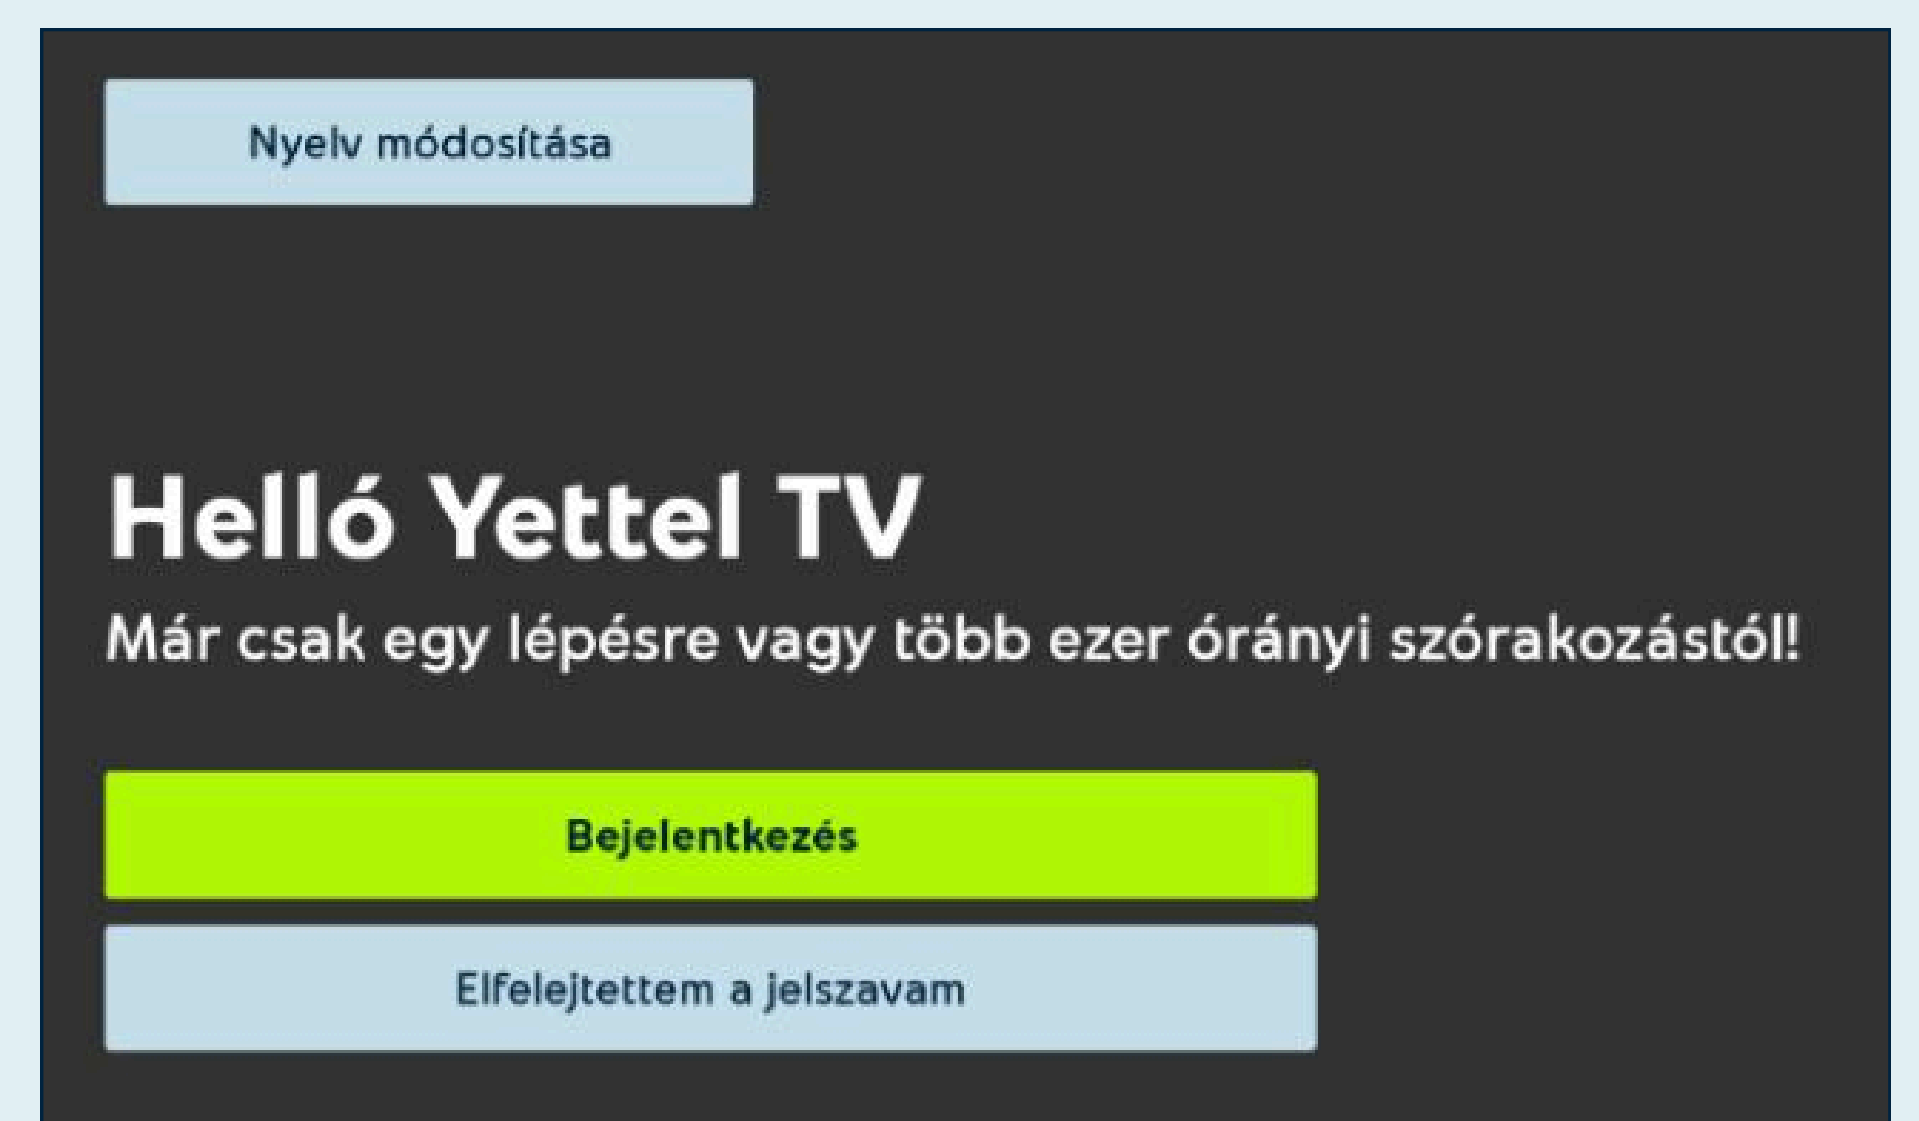 Nyelv módosítása
Helló Yettel TV
Már csak egy lépésre vagy több ezer órányi szórakozástól!
Bejelentkezés
Elfelejtettem a jelszavam